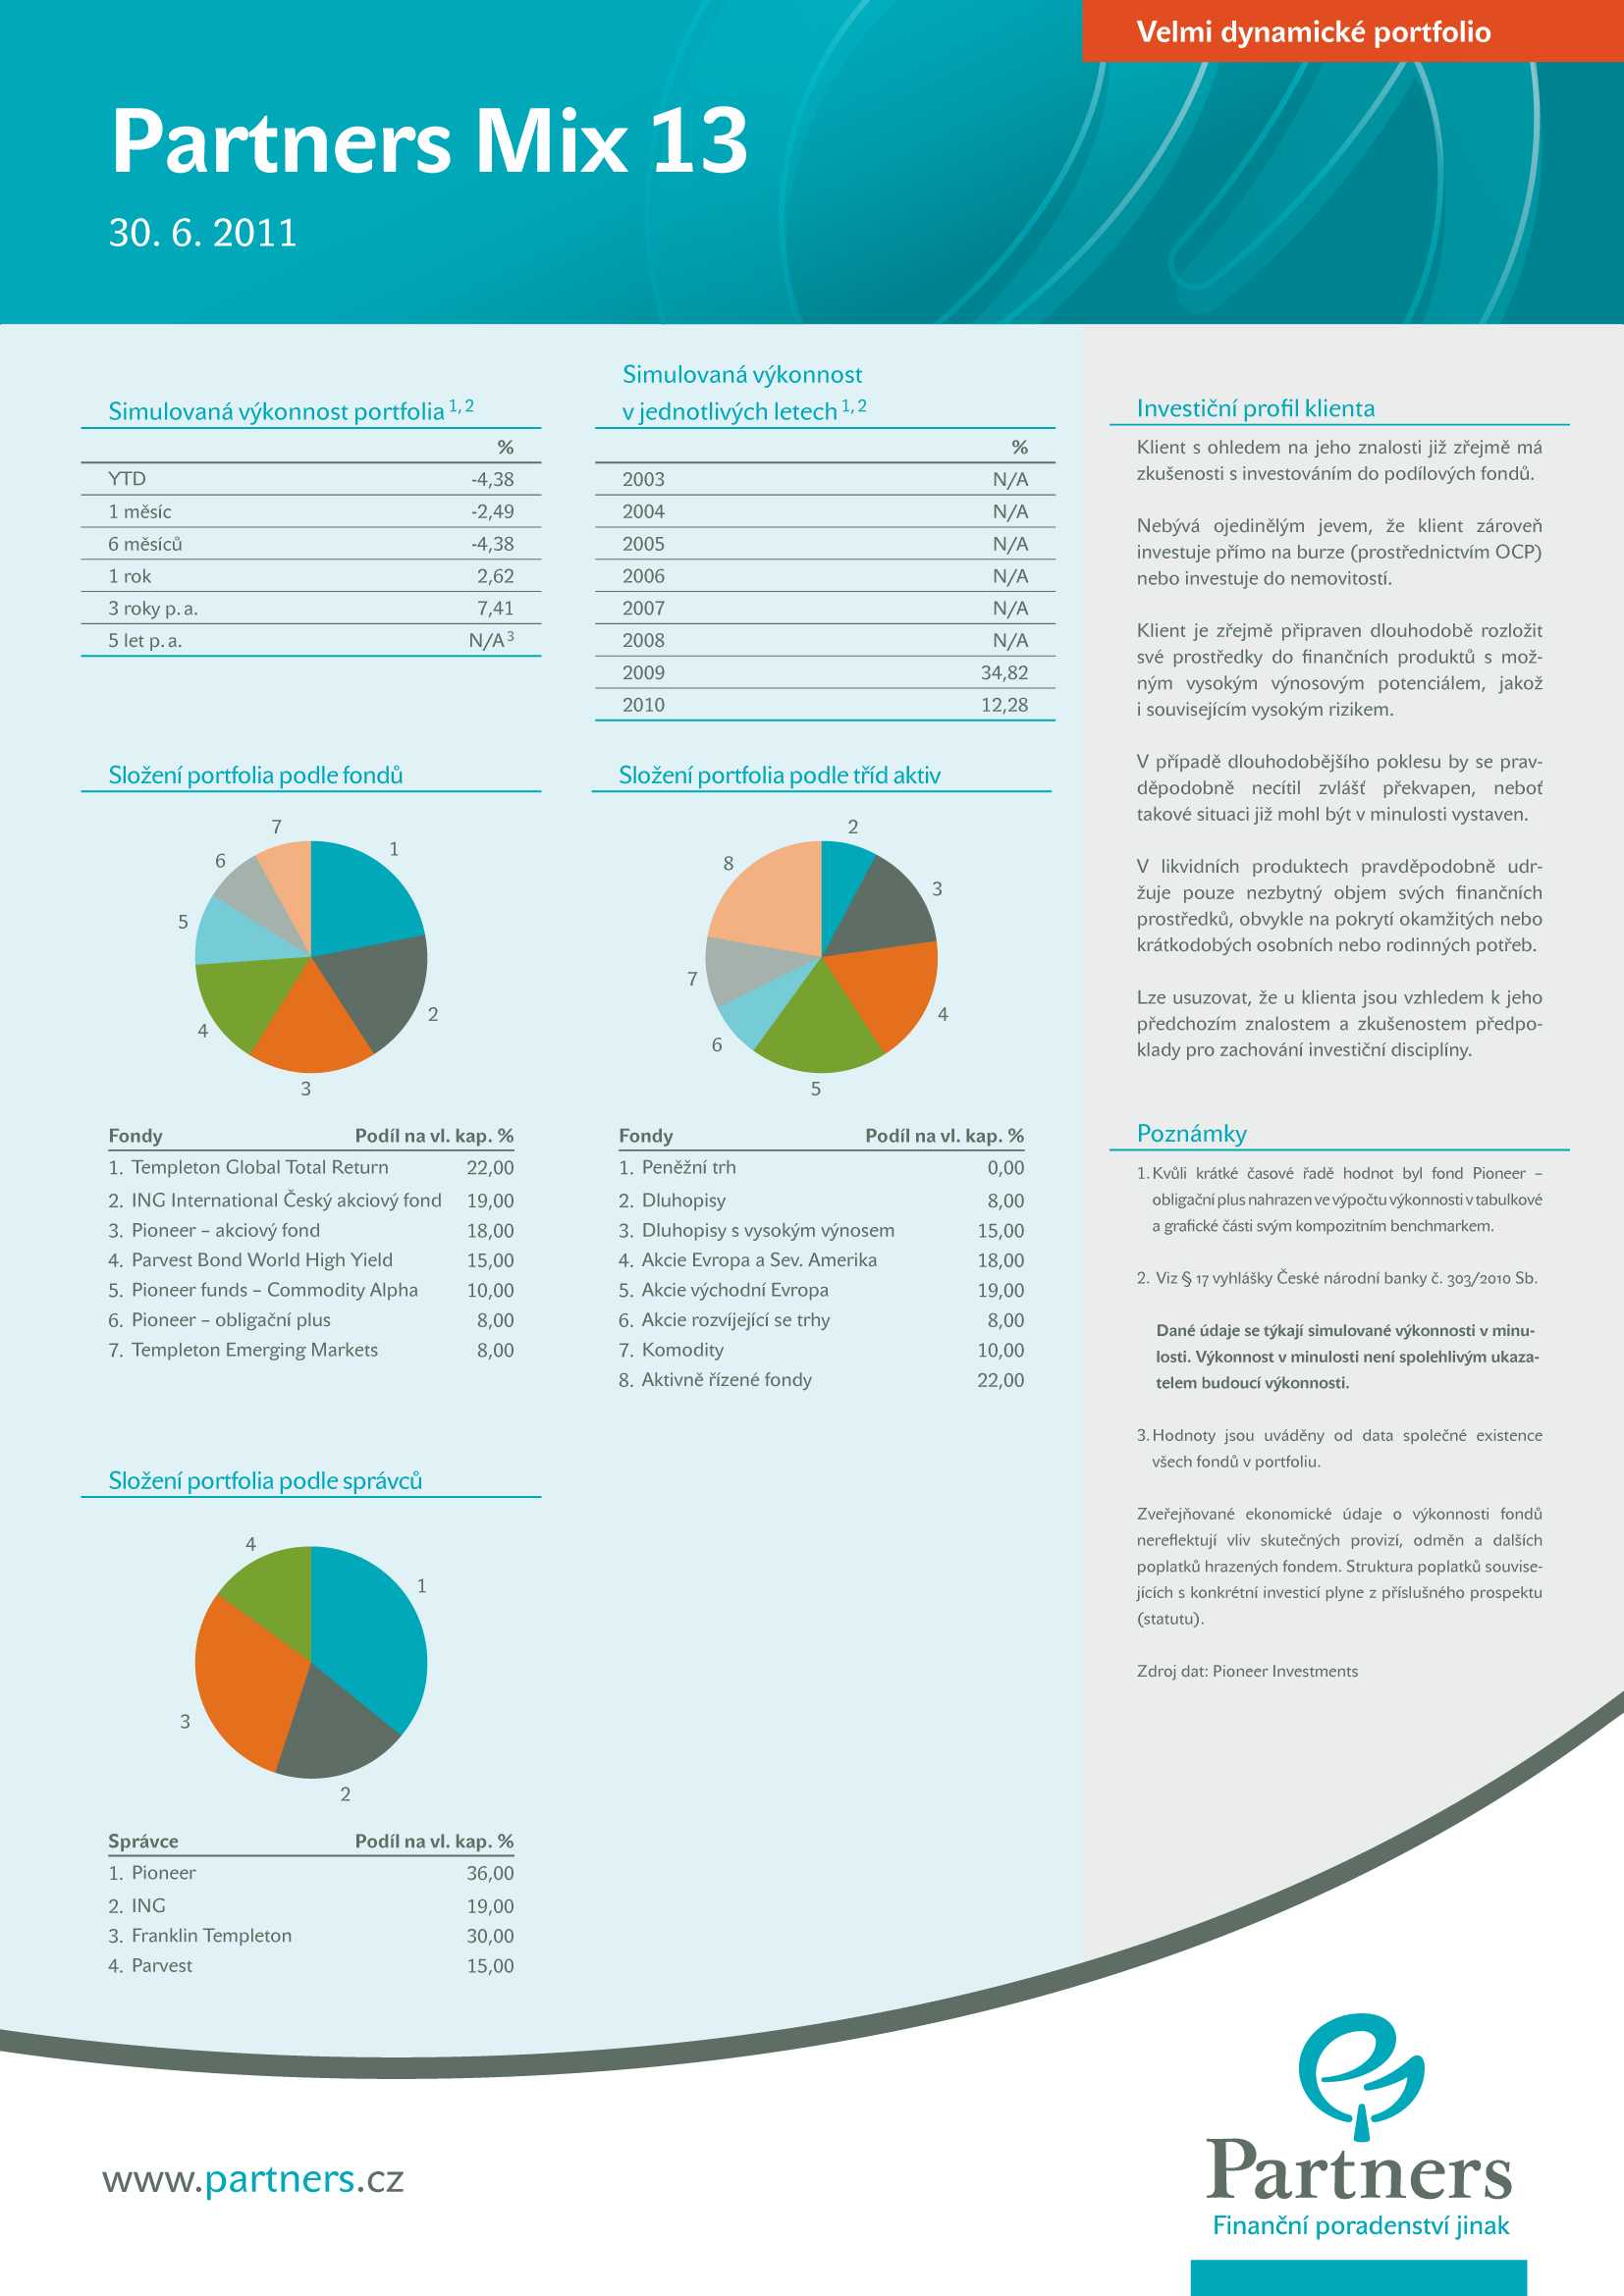 Velmi dynamické portfolio
Partners Mix 13
30. 6. 2011
Simulovaná výkonnost portfolia 1, 2
%
YTD -4,38
1 měsíc -2,49
6 měsíců -4,38
1 rok 2,62
3 roky p. a. 7,41
5 let p. a. N/A 3
Simulovaná výkonnost
v jednotlivých letech 1, 2
%
2003 N/A
2004 N/A
2005 N/A
2006 N/A
2007 N/A
2008 N/A
2009 34,82
2010 12,28
Složení portfolia podle fondů
7
1
6
5
2
4
3
Fondy Podíl na vl. kap. %
1. Templeton Global Total Return 22,00
2. ING International Český akciový fond 19,00
3. Pioneer – akciový fond 18,00
4. Parvest Bond World High Yield 15,00
5. Pioneer funds – Commodity Alpha 10,00
6. Pioneer – obligační plus 8,00
7. Templeton Emerging Markets 8,00
Složení portfolia podle tříd aktiv
2
8
3
7
4
6
5
Fondy Podíl na vl. kap. %
1. Peněžní trh 0,00
2. Dluhopisy 8,00
3. Dluhopisy s vysokým výnosem 15,00
4. Akcie Evropa a Sev. Amerika 18,00
5. Akcie východní Evropa 19,00
6. Akcie rozvíjející se trhy 8,00
7. Komodity 10,00
8. Aktivně řízené fondy 22,00
Složení portfolia podle správců
4
1
3
2
Správce Podíl na vl. kap. %
1. Pioneer 36,00
2. ING 19,00
3. Franklin Templeton 30,00
4. Parvest 15,00
Investiční profil klienta
Klient s ohledem na jeho znalosti již zřejmě má
zkušenosti s investováním do podílových fondů.
Nebývá ojedinělým jevem, že klient zároveň
investuje přímo na burze (prostřednictvím OCP)
nebo investuje do nemovitostí.
Klient je zřejmě připraven dlouhodobě rozložit
své prostředky do finančních produktů s mož-
ným vysokým výnosovým potenciálem, jakož
i souvisejícím vysokým rizikem.
V případě dlouhodobějšího poklesu by se prav-
děpodobně necítil zvlášť překvapen, neboť
takové situaci již mohl být v minulosti vystaven.
V likvidních produktech pravděpodobně udr-
žuje pouze nezbytný objem svých finančních
prostředků, obvykle na pokrytí okamžitých nebo
krátkodobých osobních nebo rodinných potřeb.
Lze usuzovat, že u klienta jsou vzhledem k jeho
předchozím znalostem a zkušenostem předpo-
klady pro zachování investiční disciplíny.
Poznámky
1. Kvůli krátké časové řadě hodnot byl fond Pioneer –
obligační plus nahrazen ve výpočtu výkonnosti v tabulkové
a grafické části svým kompozitním benchmarkem.
2. Viz § 17 vyhlášky České národní banky č. 303/2010 Sb.
Dané údaje se týkají simulované výkonnosti v minu-
losti. Výkonnost v minulosti není spolehlivým ukaza-
telem budoucí výkonnosti.
3. Hodnoty jsou uváděny od data společné existence
všech fondů v portfoliu.
Zveřejňované ekonomické údaje o výkonnosti fondů
nereflektují vliv skutečných provizí, odměn a dalších
poplatků hrazených fondem. Struktura poplatků souvise-
jících s konkrétní investicí plyne z příslušného prospektu
(statutu).
Zdroj dat: Pioneer Investments
www.partners.cz
Partners
Finanční poradenství jinak